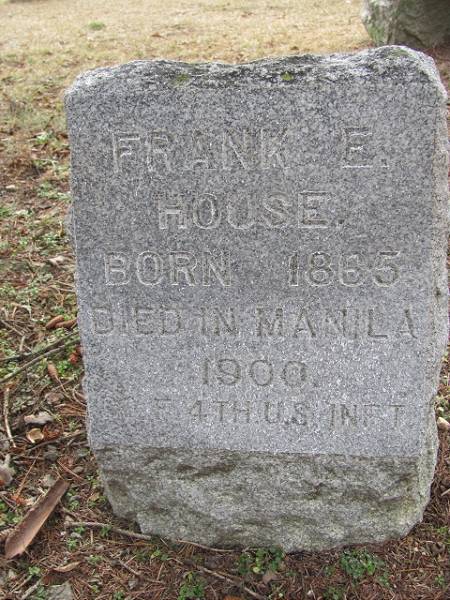 FRANK E.
HOUSE.
BORN 1865
DIED IN MANILA
1900.
F 4TH U.S. INFT